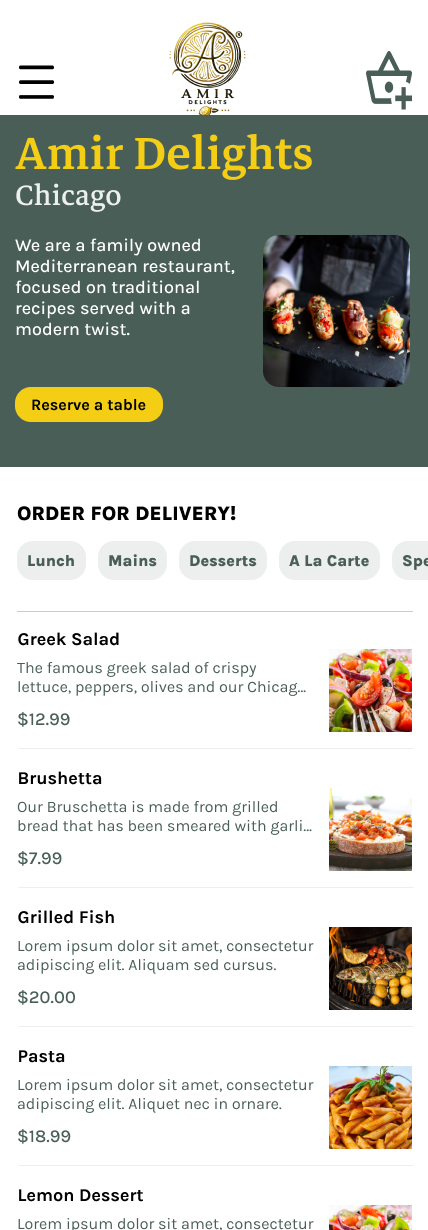 A
®
AMIR
DELIGHTS
Amir Delights
Chicago
We are a family owned
Mediterranean restaurant,
focused on traditional
recipes served with a
modern twist.
Reserve a table
ORDER FOR DELIVERY!
Lunch
Mains
Desserts
A La Carte
Spe
Greek Salad
The famous greek salad of crispy
lettuce, peppers, olives and our Chicag...
$12.99
Brushetta
Our Bruschetta is made from grilled
bread that has been smeared with garli...
$7.99
Grilled Fish
Lorem ipsum dolor sit amet, consectetur
adipiscing elit. Aliquam sed cursus.
$20.00
Pasta
Lorem ipsum dolor sit amet, consectetur
adipiscing elit. Aliquet nec in ornare.
$18.99
Lemon Dessert
Lorem ipsum dolor sit amet, consectetur